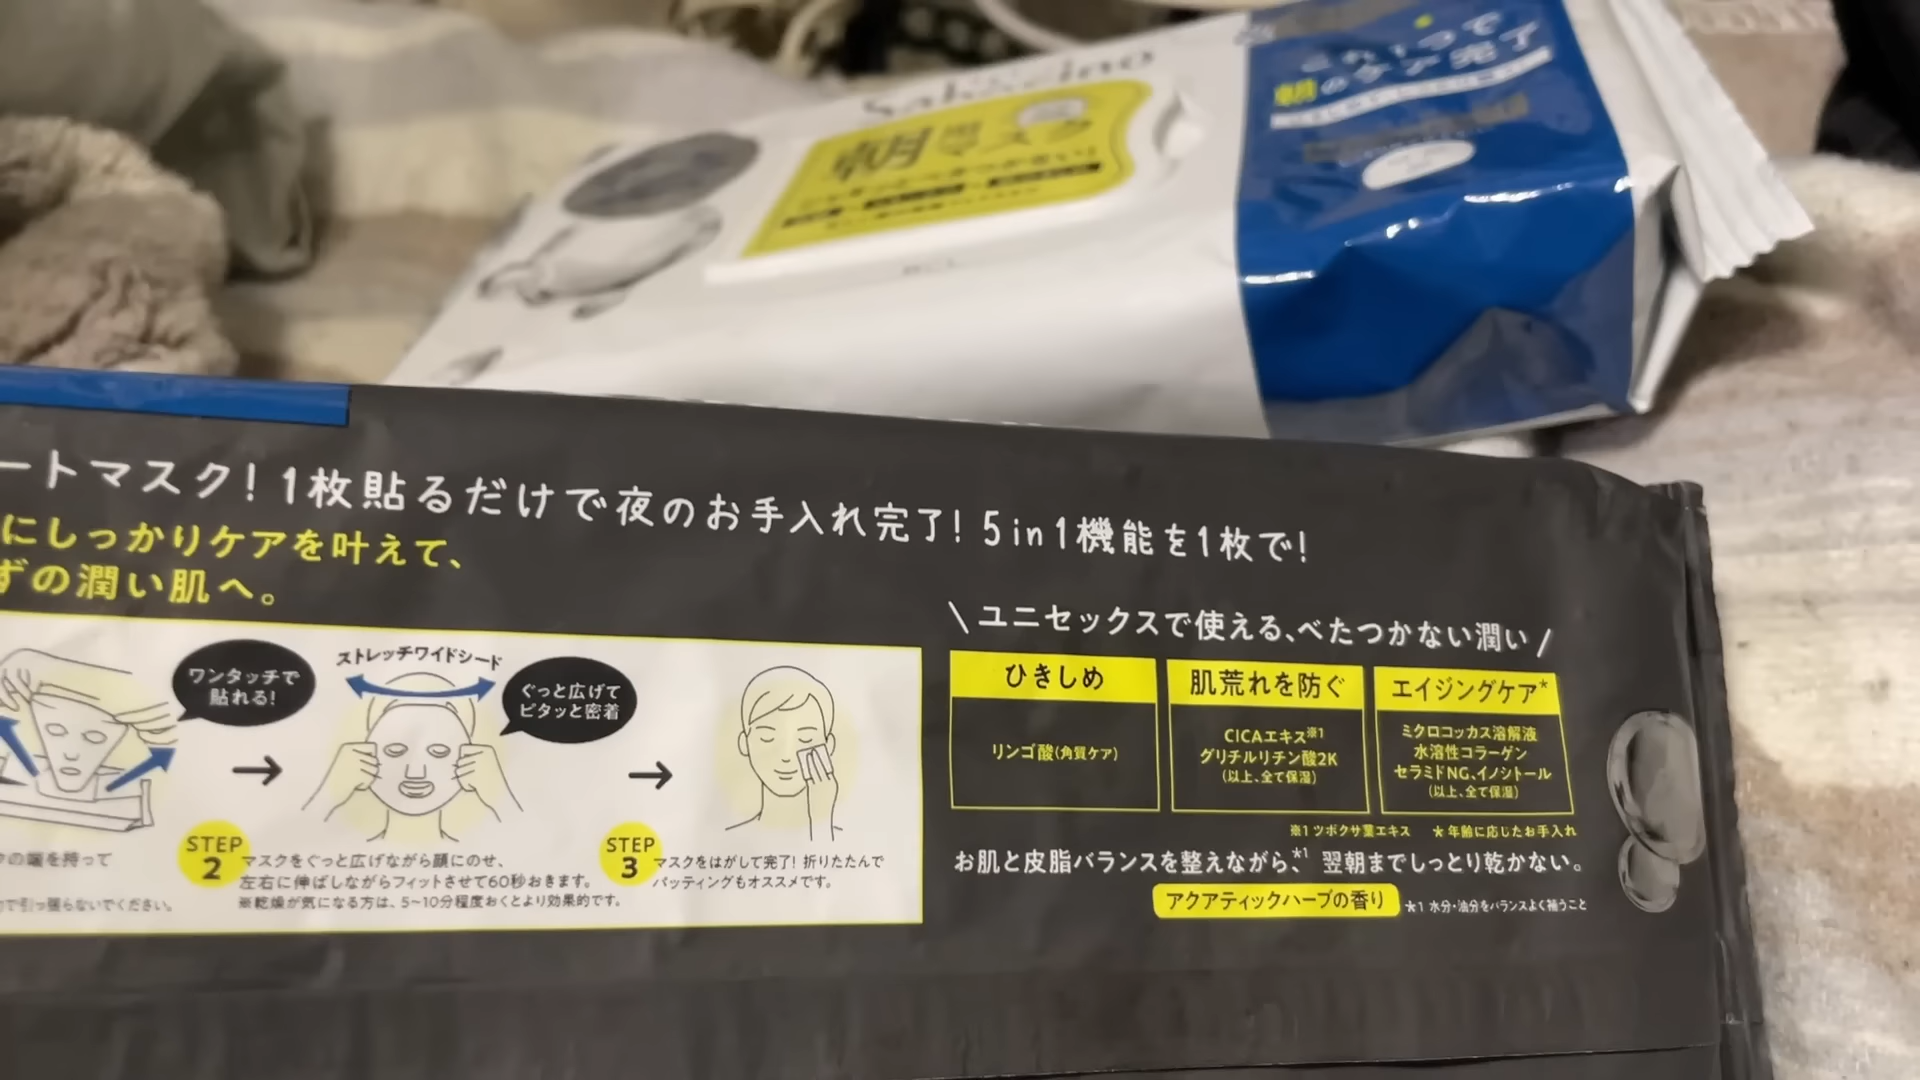 これ1つで
朝のケア完了
朝用マスク
ートマスク!1枚貼るだけで夜のお手入れ完了!5in1機能を1枚で!
にしっかりケアを叶えて、
ずの潤い肌へ。
ワンタッチで
貼れる!
ストレッチワイドシード
ぐっと広げて
ピタッと密着
クの端を持って
で引っ張らないでください。
STEP
2
マスクをぐっと広げながら顔にのせ、
左右に伸ばしながらフィットさせて60秒おきます。
※乾燥が気になる方は、5~10分程度おくとより効果的です。
STEP
3
マスクをはがして完了! 折りたたんで
パッティングもオススメです。
\ユニセックスで使える、べたつかない潤い/
ひきしめ
リンゴ酸(角質ケア)
肌荒れを防ぐ
CICAエキス※1
グリチルリチン酸2K
(以上、全て保湿)
エイジングケア*
ミクロコッカス溶解液
水溶性コラーゲン
セラミドNG、イノシトール
(以上、全て保湿)
※1 ツボクサ葉エキス *年齢に応じたお手入れ
お肌と皮脂バランスを整えながら、*1 翌朝までしっとり乾かない。
アクアティックハーブの香り
*1 水分・油分をバランスよく補うこと